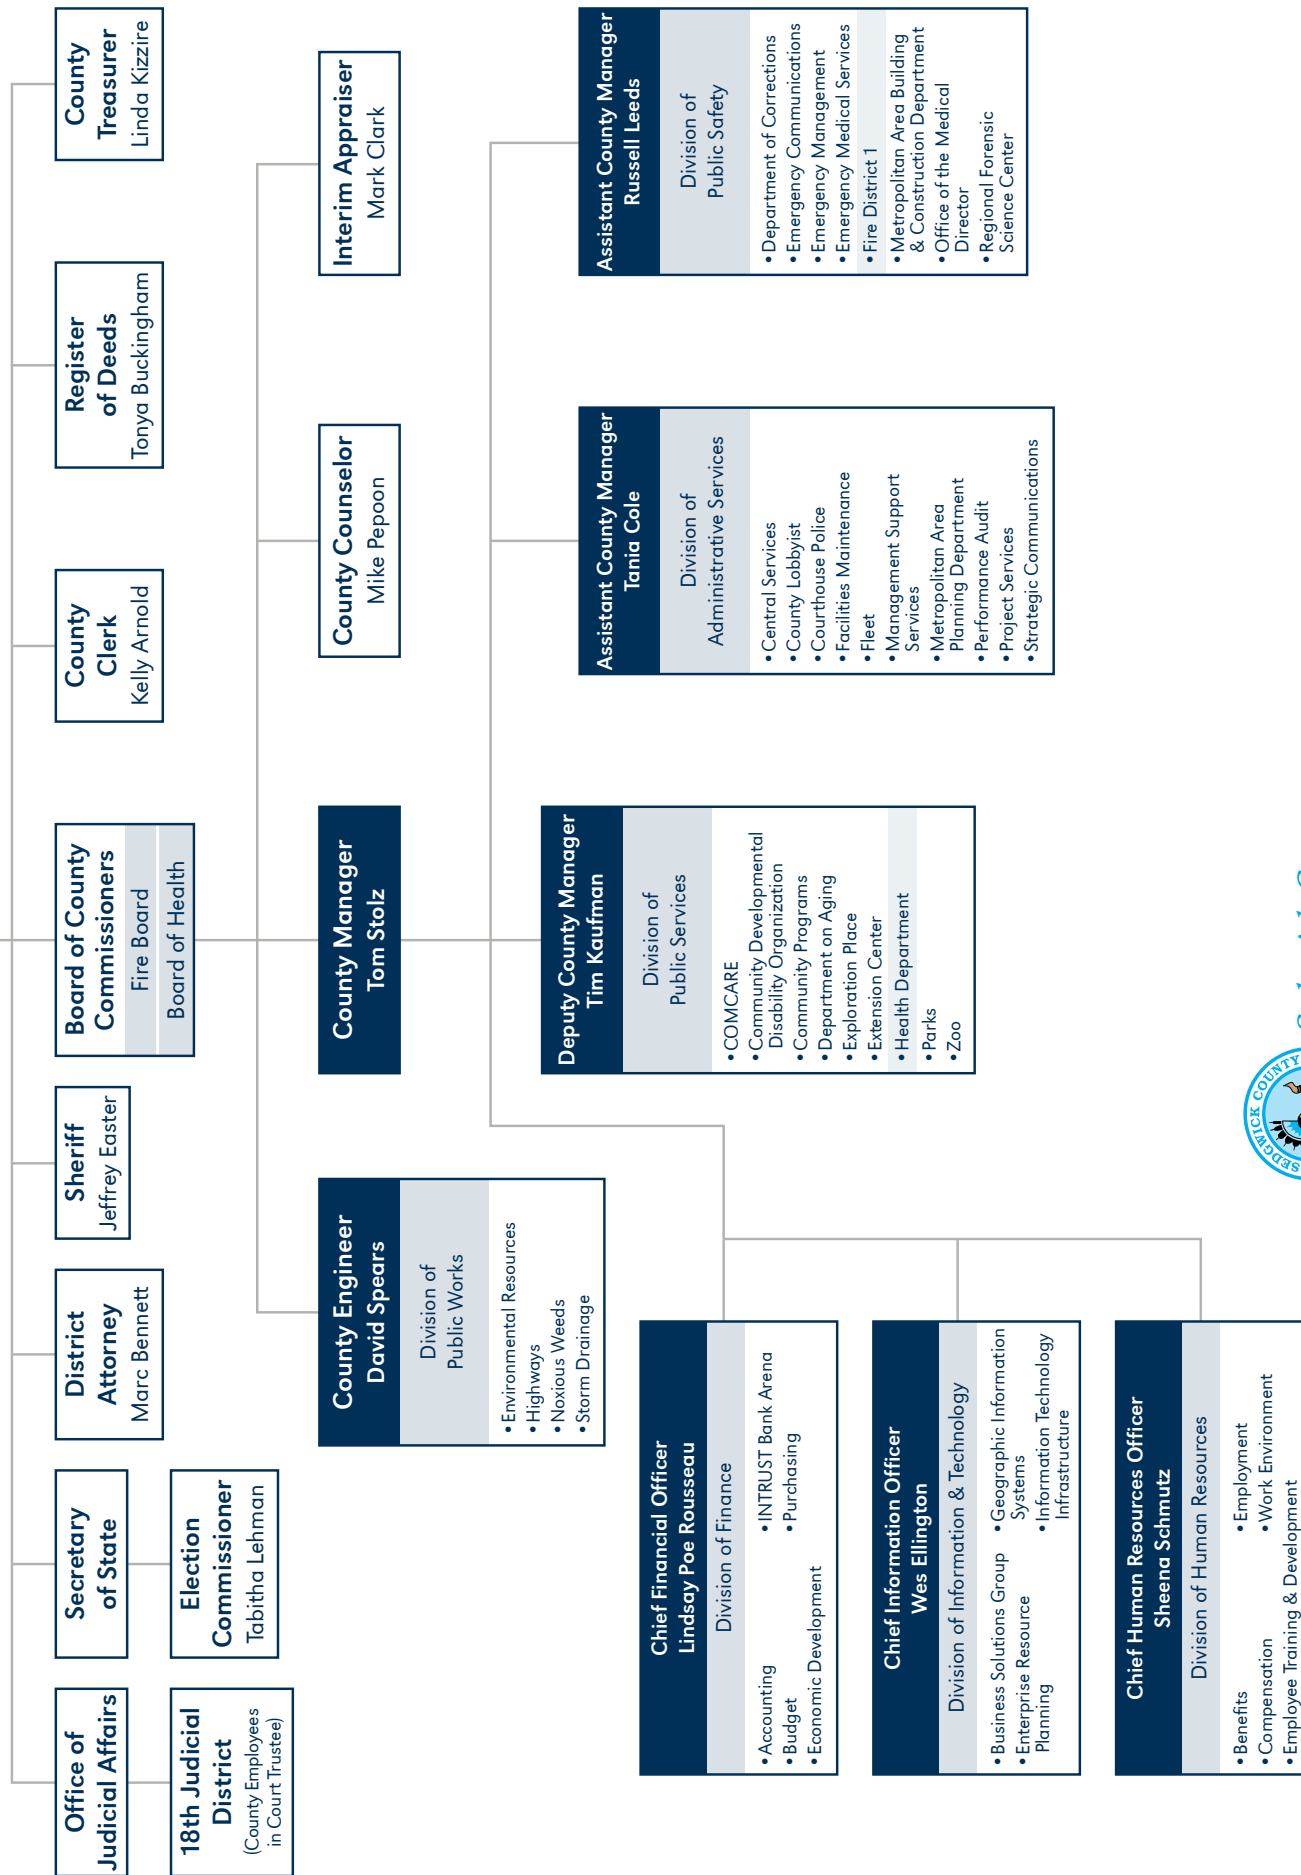 Office of
Judicial Affairs
18th Judicial
District
(County Employees
in Court Trustee)
Secretary
of State
Election
Commissioner
Tabitha Lehman
District
Attorney
Marc Bennett
Sheriff
Jeffrey Easter
Board of County
Commissioners
Fire Board
Board of Health
County
Clerk
Kelly Arnold
Register
of Deeds
Tonya Buckingham
County
Treasurer
Linda Kizzire
County Engineer
David Spears
Division of
Public Works
• Environmental Resources
• Highways
• Noxious Weeds
• Storm Drainage
County Manager
Tom Stolz
County Counselor
Mike Pepoon
Interim Appraiser
Mark Clark
Deputy County Manager
Tim Kaufman
Division of
Public Services
• COMCARE
• Community Developmental
Disability Organization
• Community Programs
• Department on Aging
• Exploration Place
• Extension Center
• Health Department
• Parks
• Zoo
Assistant County Manager
Tania Cole
Division of
Administrative Services
• Central Services
• County Lobbyist
• Courthouse Police
• Facilities Maintenance
• Fleet
• Management Support
Services
• Metropolitan Area
Planning Department
• Performance Audit
• Project Services
• Strategic Communications
Assistant County Manager
Russell Leeds
Division of
Public Safety
• Department of Corrections
• Emergency Communications
• Emergency Management
• Emergency Medical Services
• Fire District 1
• Metropolitan Area Building
& Construction Department
• Office of the Medical
Director
• Regional Forensic
Science Center
Chief Financial Officer
Lindsay Poe Rousseau
Division of Finance
• Accounting
• Budget
• Economic Development
• INTRUST Bank Arena
• Purchasing
Chief Information Officer
Wes Ellington
Division of Information & Technology
• Business Solutions Group
• Enterprise Resource
Planning
• Geographic Information
Systems
• Information Technology
Infrastructure
Chief Human Resources Officer
Sheena Schmutz
Division of Human Resources
• Benefits
• Compensation
• Employee Training & Development
• Employment
• Work Environment
SEDGWICK COUNTY